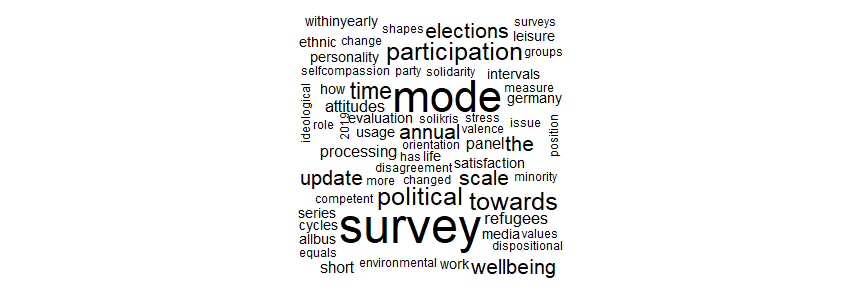 withinyearly shapes elections surveys
ethnic change participation leisure
personality groups
selfcompassion party solidarity intervals
ideological how time mode measure
attitudes germany
role 2019 evaluation solikris stress issue position
usage annual valence
orientation panel the
processing has life
disagreement satisfaction
update more changed scale minority
competent political towards
series survey refugees
cycles media values
allbus dispositional
equals
short environmental work wellbeing